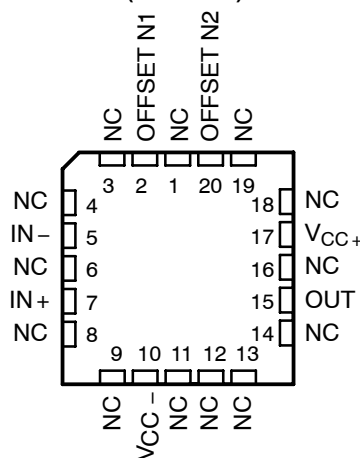 NC
OFFSET N1
NC
OFFSET N2
NC
3 2 1 20 19
NC 4
IN− 5
NC 6
IN+ 7
NC 8
18 NC
17 VCC+
16 NC
15 OUT
14 NC
9 10 11 12 13
NC
VCC−
NC
NC
NC